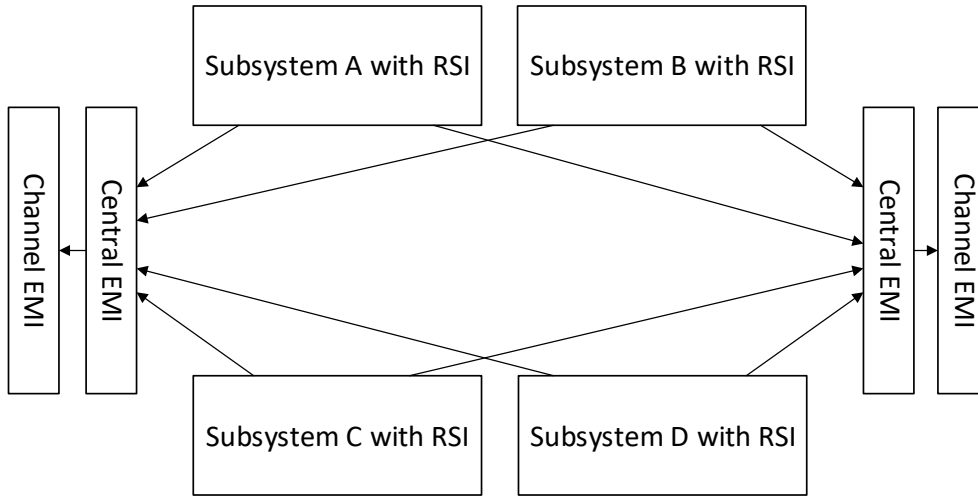 Subsystem A with RSI
Subsystem B with RSI
Channel EMI
Central EMI
Central EMI
Channel EMI
Subsystem C with RSI
Subsystem D with RSI